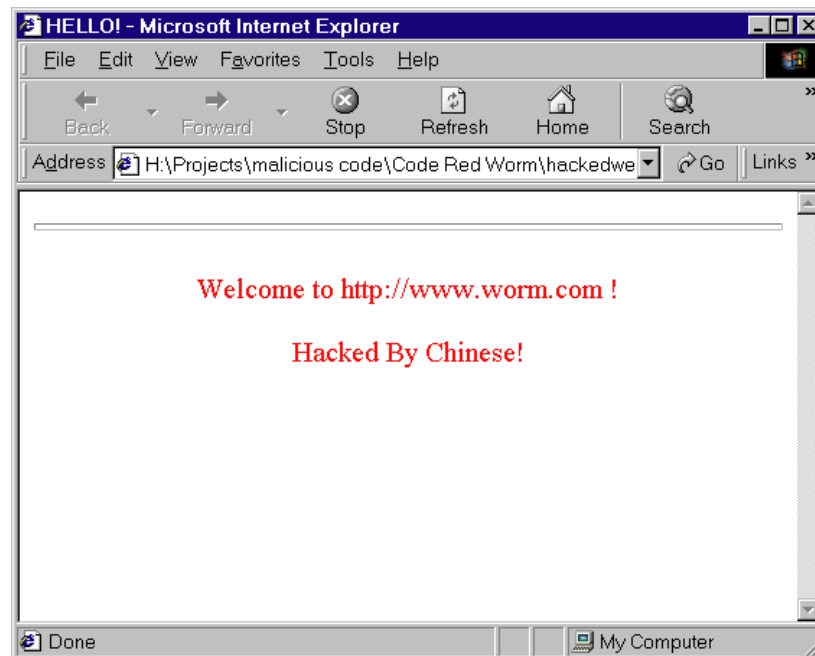 HELLO! - Microsoft Internet Explorer
File Edit View Favorites Tools Help
Back Forward Stop Refresh Home Search »
Address H:\Projects\malicious code\Code Red Worm\hackedwe Go Links »
Welcome to http://www.worm.com !
Hacked By Chinese!
Done My Computer